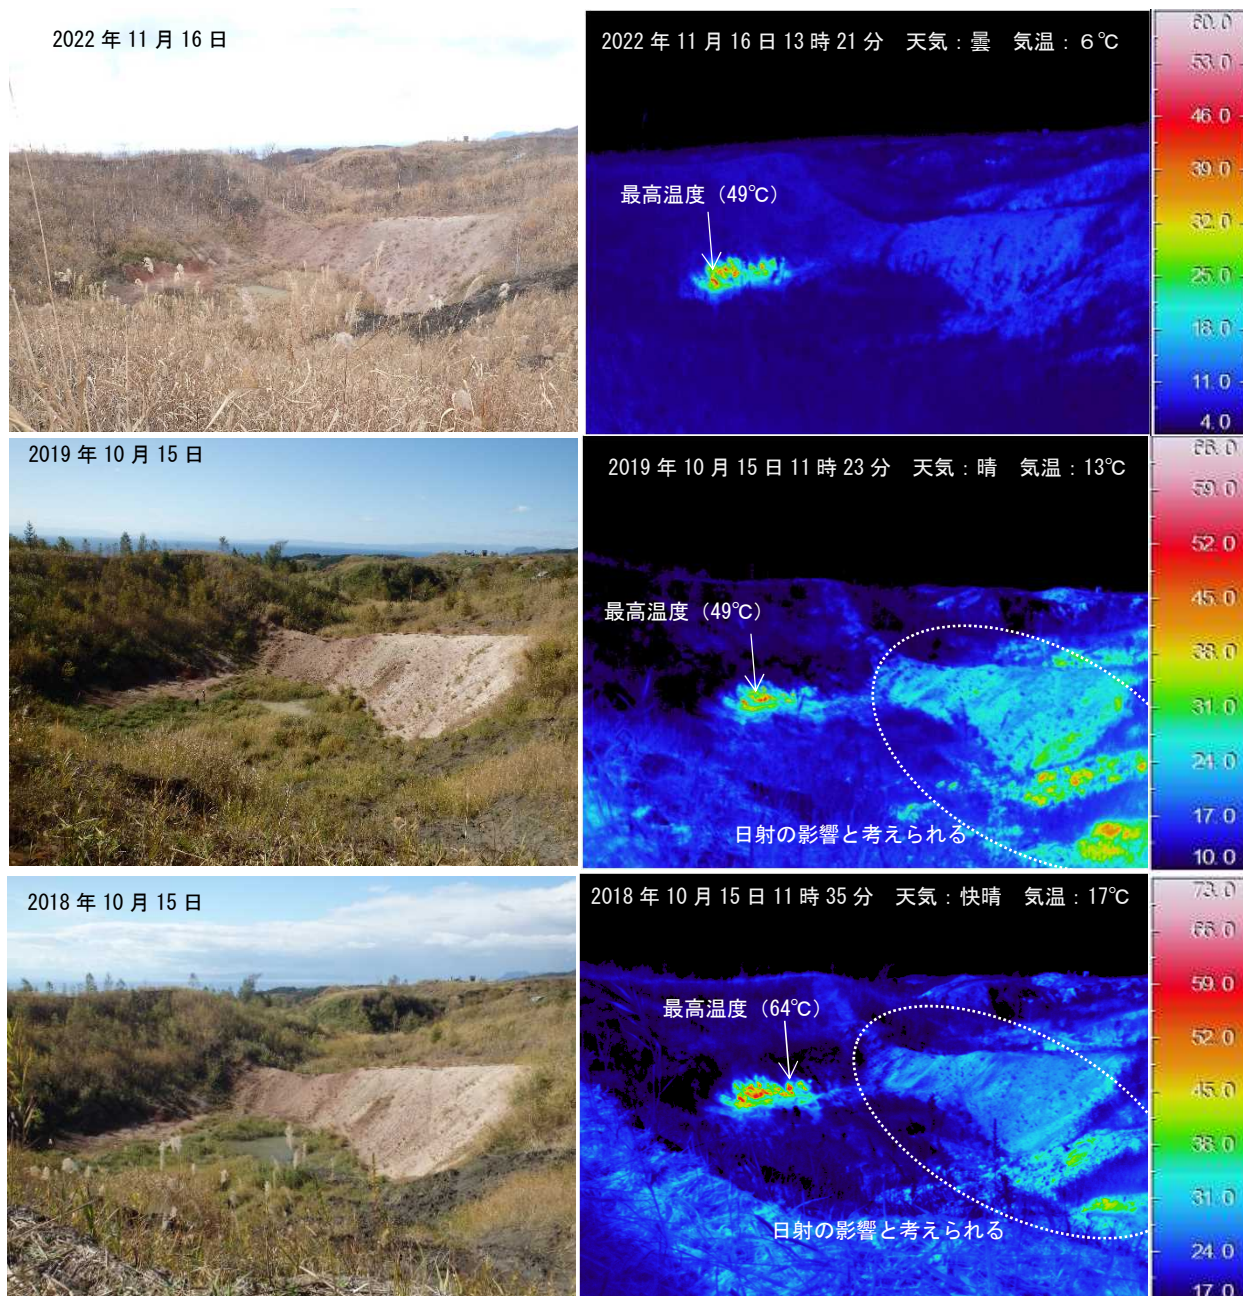 2022 年 11 月 16 日
2022 年 11 月 16 日 13 時 21 分 天気：曇 気温：６℃
最高温度（49℃）
60.0
53.0
46.0
39.0
32.0
25.0
18.0
11.0
4.0
2019 年 10 月 15 日
2019 年 10 月 15 日 11 時 23 分 天気：晴 気温：13℃
最高温度（49℃）
日射の影響と考えられる
66.0
59.0
52.0
45.0
38.0
31.0
24.0
17.0
10.0
2018 年 10 月 15 日
2018 年 10 月 15 日 11 時 35 分 天気：快晴 気温：17℃
最高温度（64℃）
日射の影響と考えられる
73.0
66.0
59.0
52.0
45.0
38.0
31.0
24.0
17.0